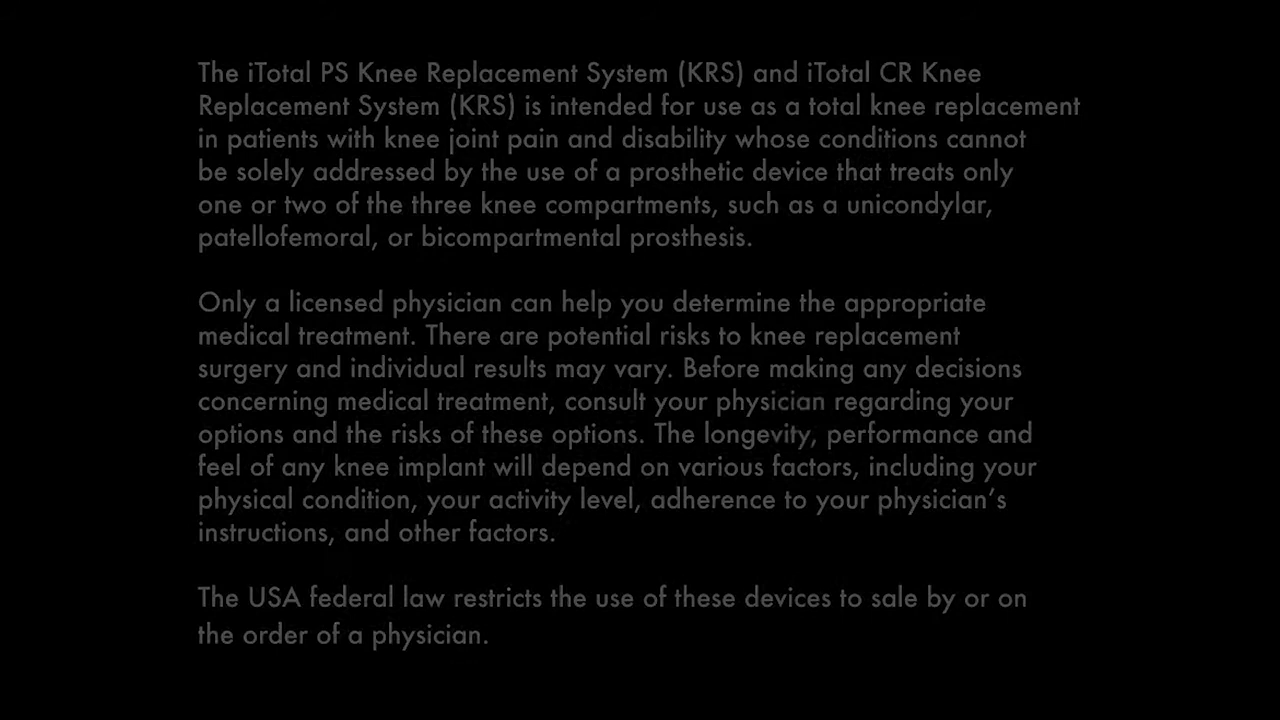 The iTotal PS Knee Replacement System (KRS) and iTotal CR Knee
Replacement System (KRS) is intended for use as a total knee replacement
in patients with knee joint pain and disability whose conditions cannot
be solely addressed by the use of a prosthetic device that treats only
one or two of the three knee compartments, such as a unicondylar,
patellofemoral, or bicompartmental prosthesis.
Only a licensed physician can help you determine the appropriate
medical treatment. There are potential risks to knee replacement
surgery and individual results may vary. Before making any decisions
concerning medical treatment, consult your physician regarding your
options and the risks of these options. The longevity, performance and
feel of any knee implant will depend on various factors, including your
physical condition, your activity level, adherence to your physician’s
instructions, and other factors.
The USA federal law restricts the use of these devices to sale by or on
the order of a physician.